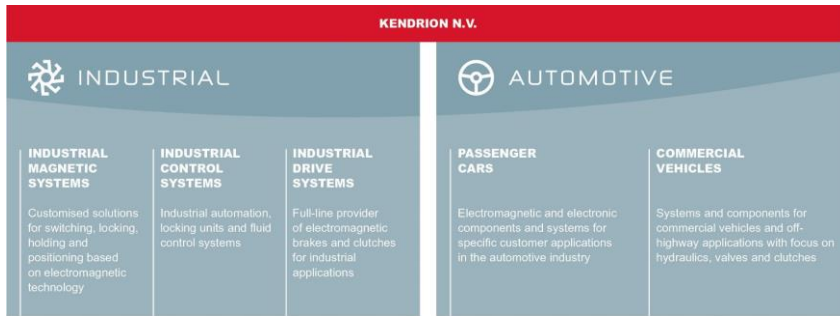 KENDRION N.V.
INDUSTRIAL
INDUSTRIAL
MAGNETIC
SYSTEMS
Customised solutions
for switching, locking,
holding and
positioning based
on electromagnetic
technology
INDUSTRIAL
CONTROL
SYSTEMS
Industrial automation,
locking units and fluid
control systems
INDUSTRIAL
DRIVE
SYSTEMS
Full-line provider
of electromagnetic
brakes and clutches
for industrial
applications
AUTOMOTIVE
PASSENGER
CARS
Electromagnetic and electronic
components and systems for
specific customer applications
in the automotive industry
COMMERCIAL
VEHICLES
Systems and components for
commercial vehicles and off-
highway applications with focus on
hydraulics, valves and clutches